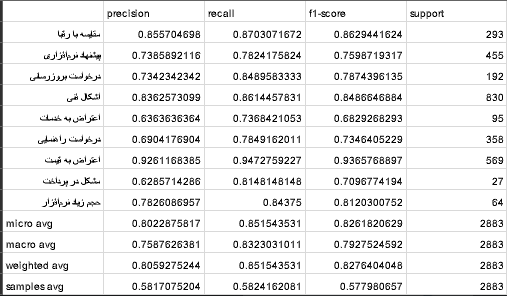 precision recall f1-score support
مقایسه با رقبا 0.855704698 0.8703071672 0.8629441624 293
پیشنهاد نرم‌افزاری 0.7385892116 0.7824175824 0.7598719317 455
درخواست بروزرسانی 0.7342342342 0.8489583333 0.7874396135 192
اشکال فنی 0.8362573099 0.8614457831 0.8486646884 830
اعتراض به خدمات 0.6363636364 0.7368421053 0.6829268293 95
درخواست راهنمایی 0.6904176904 0.7849162011 0.7346405229 358
اعتراض به قیمت 0.9261168385 0.9472759227 0.9365768897 569
مشکل در پرداخت 0.6285714286 0.8148148148 0.7096774194 27
حجم زیاد نرم‌افزار 0.7826086957 0.84375 0.8120300752 64
micro avg 0.8022875817 0.851543531 0.8261820629 2883
macro avg 0.7587626381 0.8323031011 0.7927524592 2883
weighted avg 0.8059275244 0.851543531 0.8276404048 2883
samples avg 0.5817075204 0.5824162081 0.577980657 2883